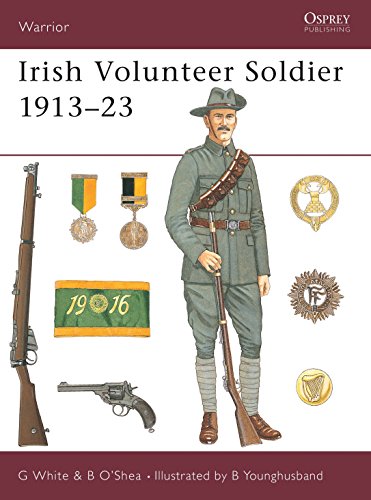 Warrior
OSPREY
PUBLISHING
Irish Volunteer Soldier
1913–23
1916
G White & B O'Shea • Illustrated by B Younghusband